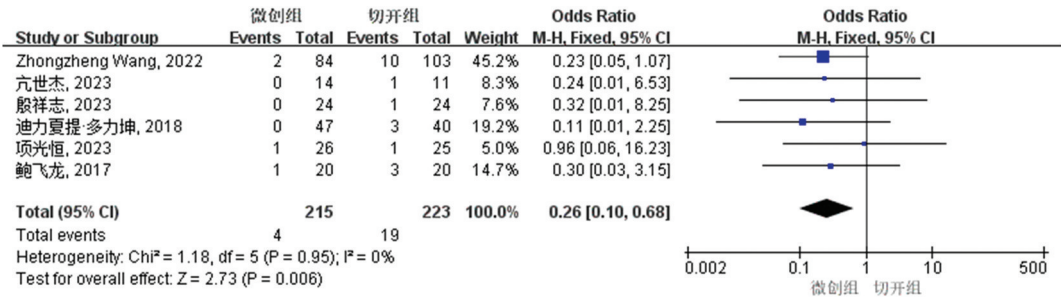 微创组 切开组 Odds Ratio Odds Ratio
Study or Subgroup Events Total Events Total Weight M-H, Fixed, 95% CI M-H, Fixed, 95% CI
Zhongzheng Wang, 2022 2 84 10 103 45.2% 0.23 [0.05, 1.07]
亢世杰, 2023 0 14 1 11 8.3% 0.24 [0.01, 6.53]
殷祥志, 2023 0 24 1 24 7.6% 0.32 [0.01, 8.25]
迪力夏提·多力坤, 2018 0 47 3 40 19.2% 0.11 [0.01, 2.25]
项光恒, 2023 1 26 1 25 5.0% 0.96 [0.06, 16.23]
鲍飞龙, 2017 1 20 3 20 14.7% 0.30 [0.03, 3.15]
Total (95% CI) 215 223 100.0% 0.26 [0.10, 0.68]
Total events 4 19
Heterogeneity: Chi² = 1.18, df = 5 (P = 0.95); I² = 0%
Test for overall effect: Z = 2.73 (P = 0.006)
0.002 0.1 1 10 500
微创组 切开组